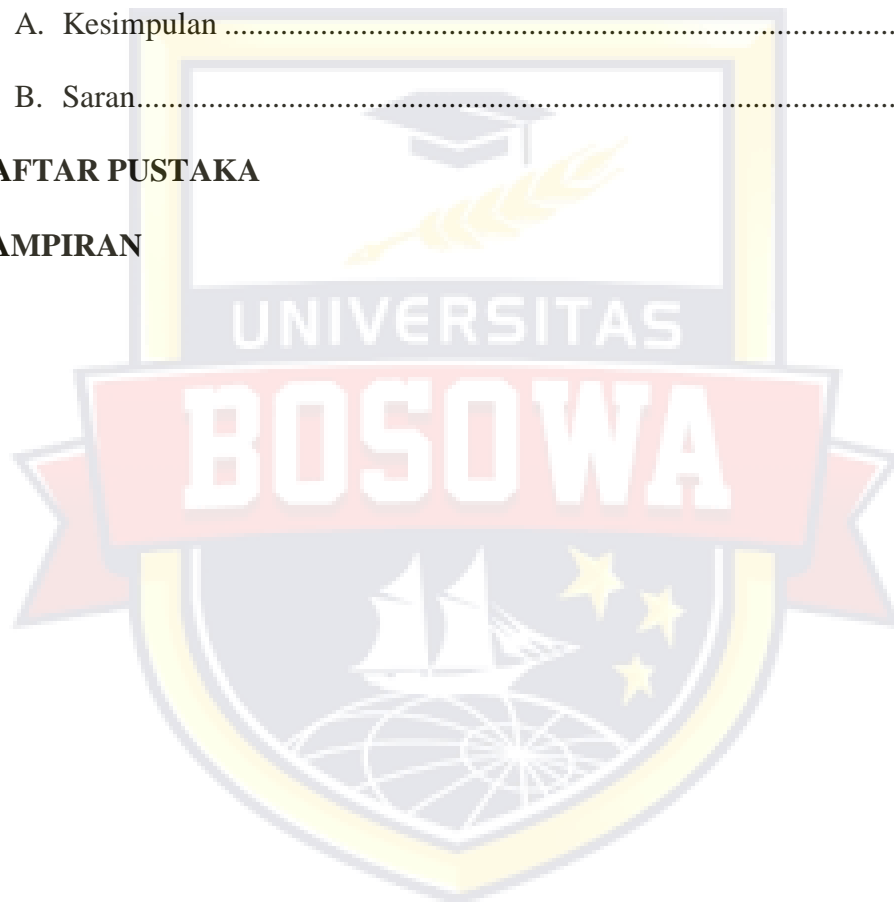 A. Kesimpulan ....................................................................................
B. Saran...............................................................................................
AFTAR PUSTAKA
AMPIRAN
UNIVERSITAS
BOSOWA